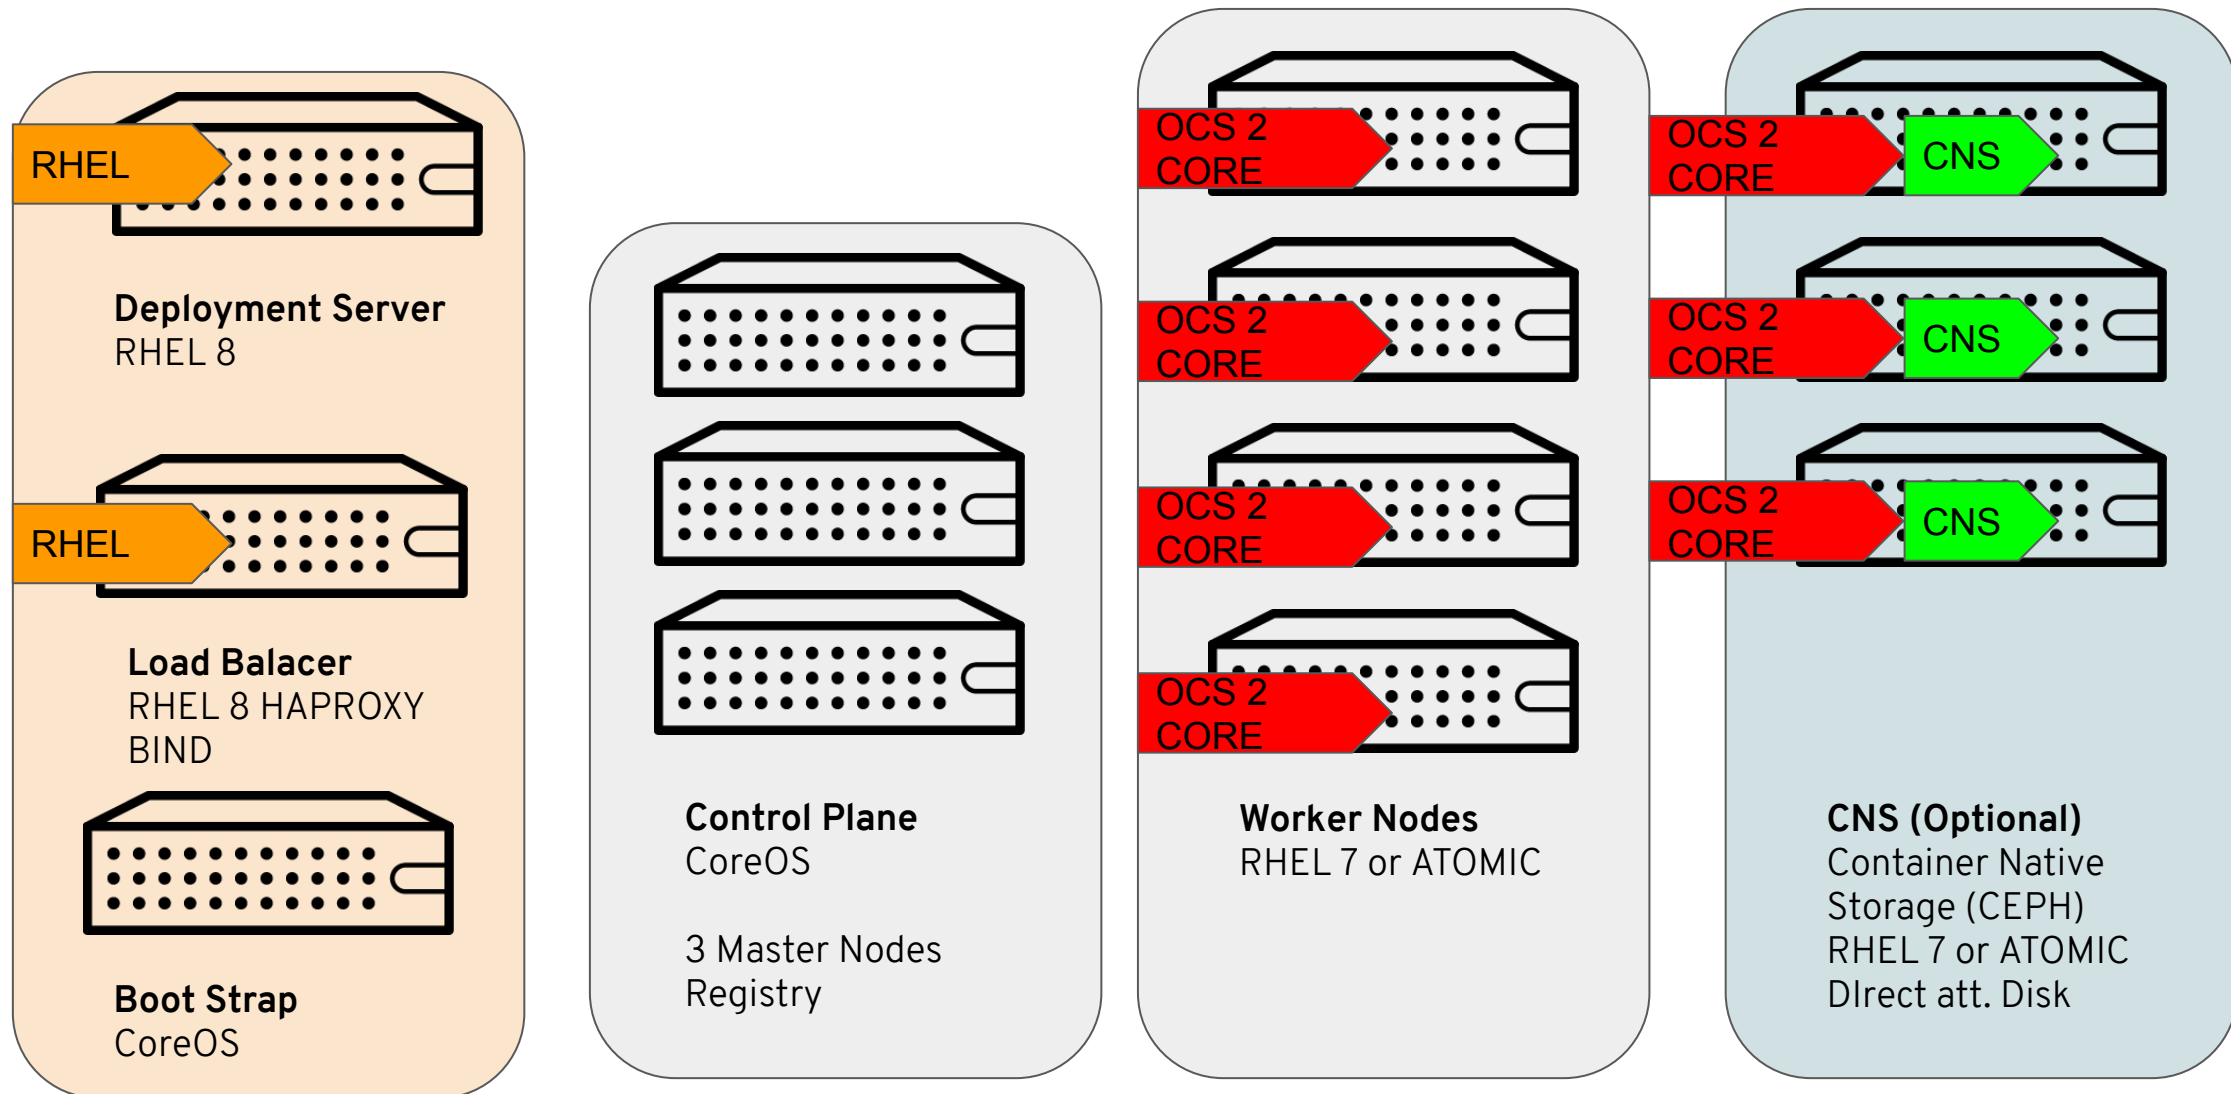 RHEL
Deployment Server
RHEL 8
RHEL
Load Balacer
RHEL 8 HAPROXY
BIND
Boot Strap
CoreOS
Control Plane
CoreOS
3 Master Nodes
Registry
OCS 2
CORE
OCS 2
CORE
OCS 2
CORE
OCS 2
CORE
Worker Nodes
RHEL 7 or ATOMIC
OCS 2
CORE
CNS
OCS 2
CORE
CNS
OCS 2
CORE
CNS
CNS (Optional)
Container Native
Storage (CEPH)
RHEL 7 or ATOMIC
DIrect att. Disk